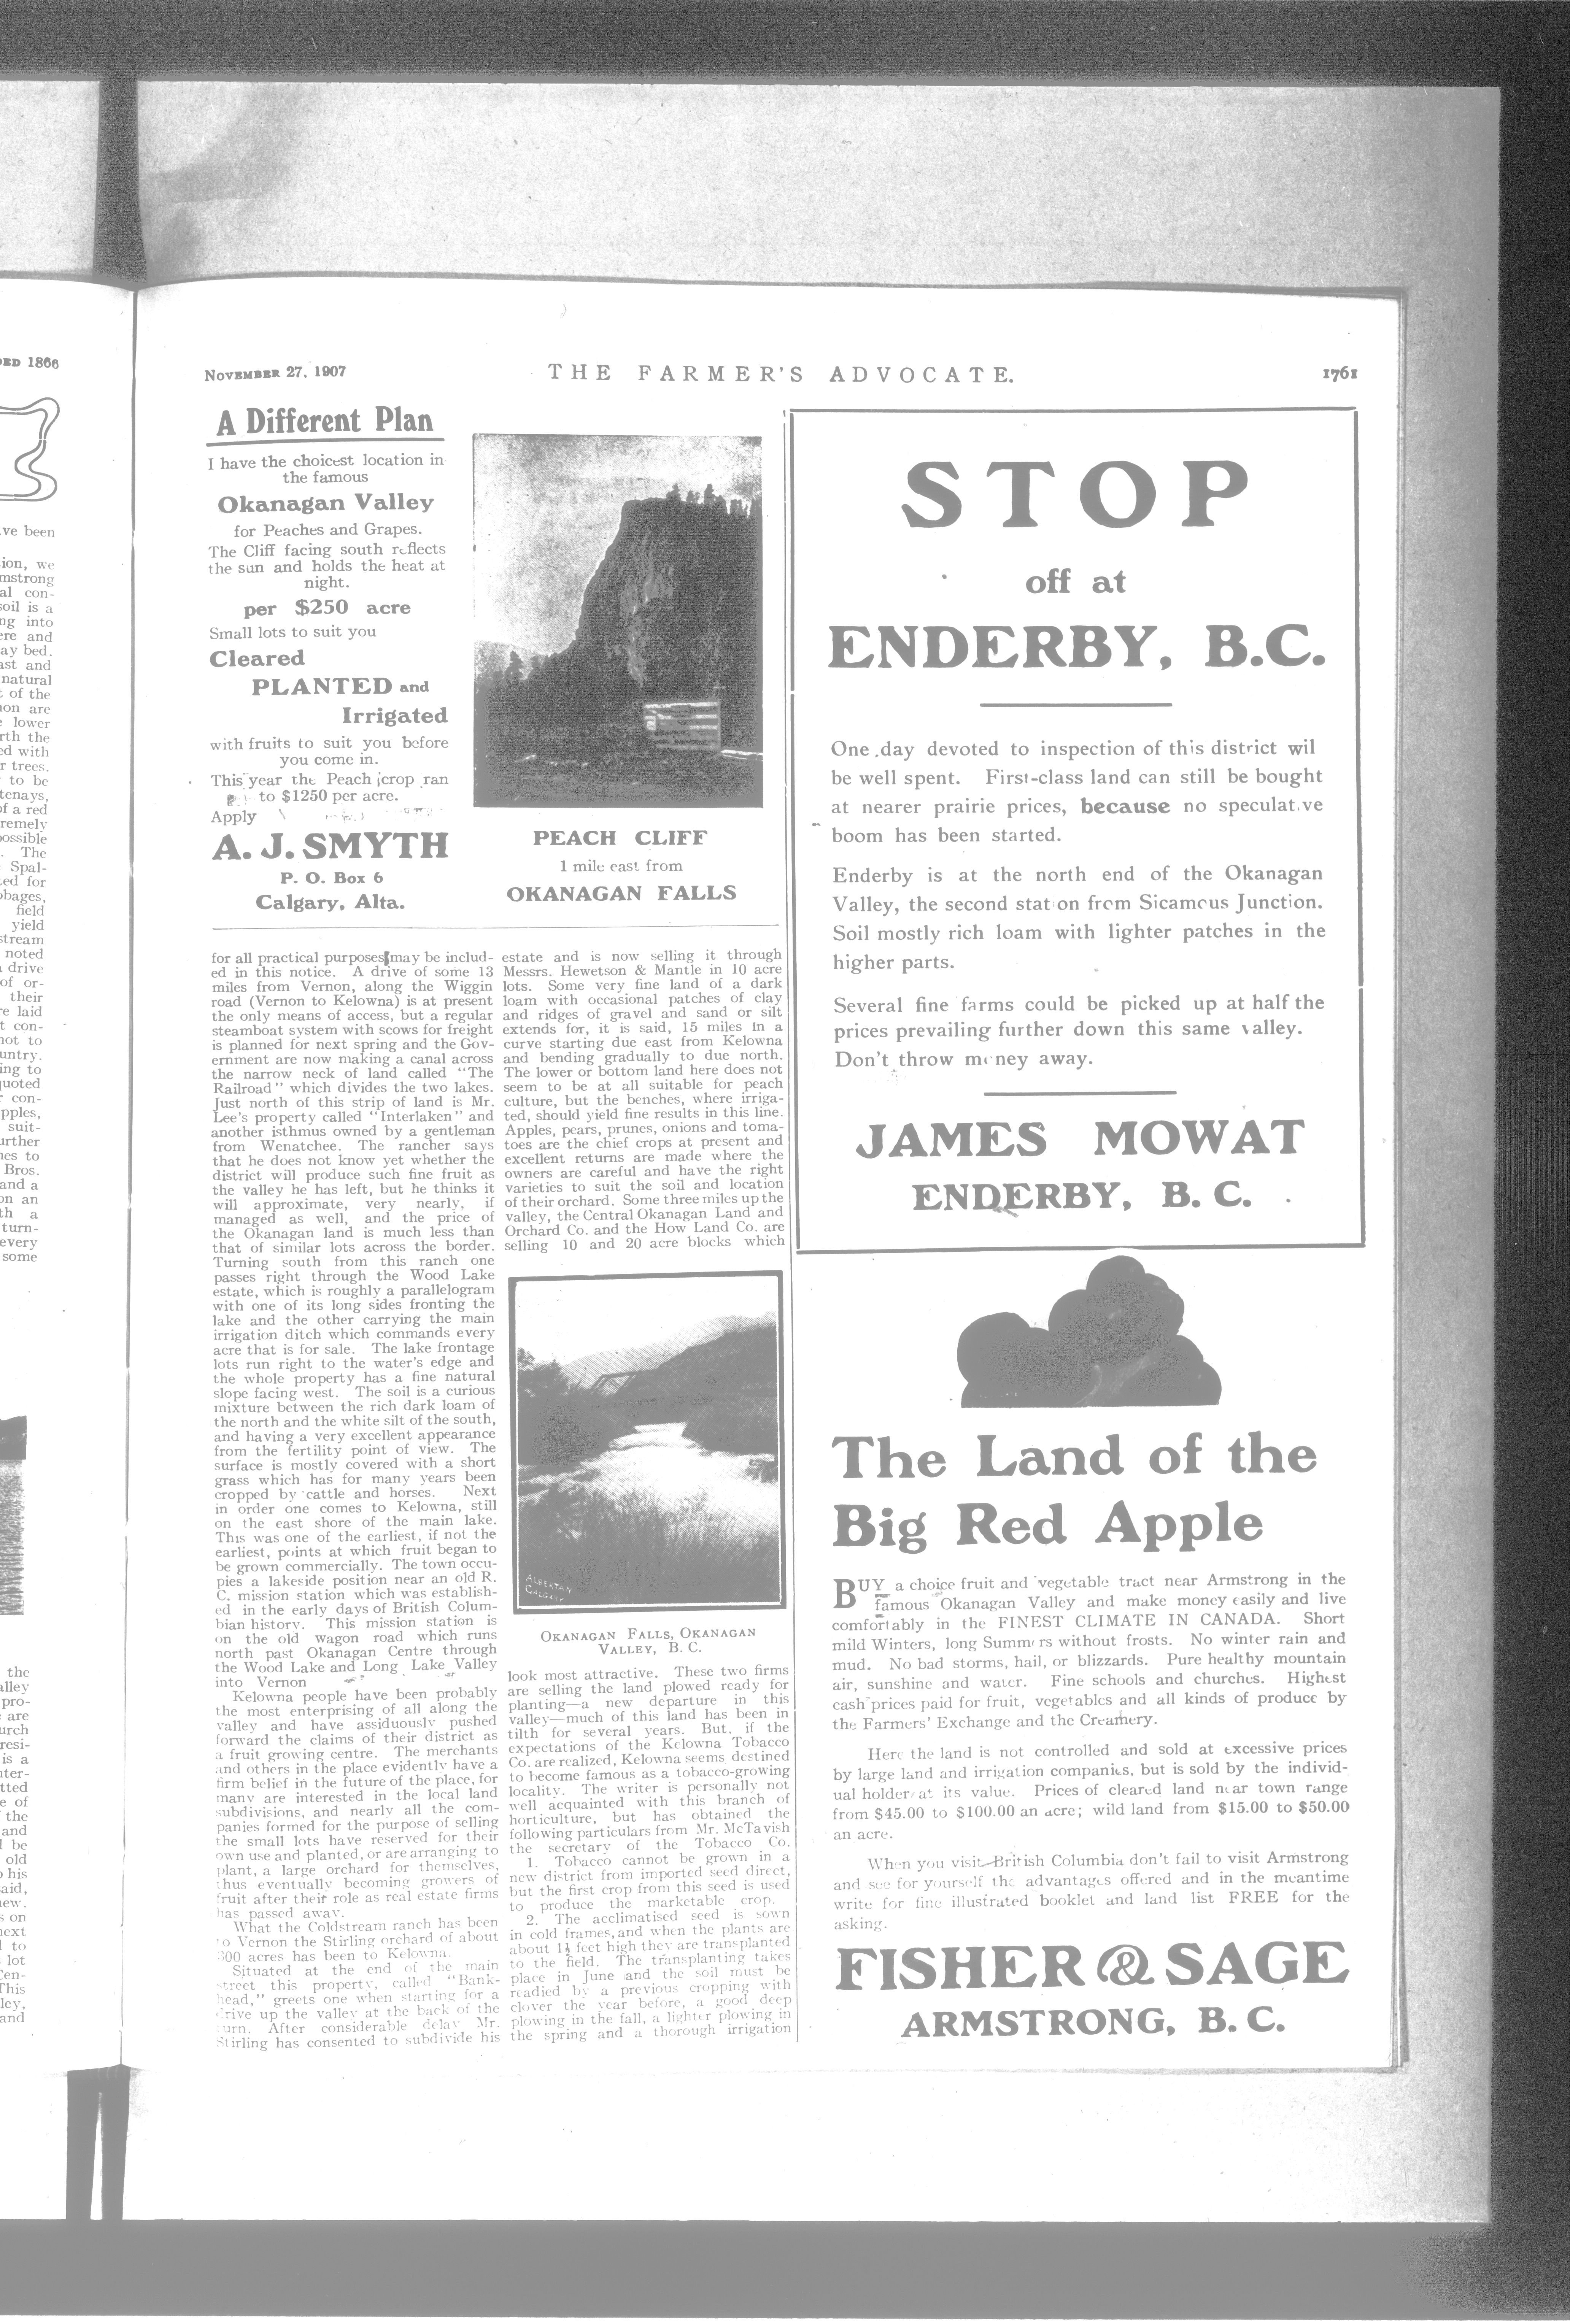 NOVEMBER 27, 1907
THE FARMER'S ADVOCATE.
1761
A Different Plan
I have the choicest location in
the famous
Okanagan Valley
for Peaches and Grapes.
The Cliff facing south reflects
the sun and holds the heat at
night.
per $250 acre
Small lots to suit you
Cleared
PLANTED and
Irrigated
with fruits to suit you before
you come in.
This year the Peach crop ran
to $1250 per acre.
Apply
A. J. SMYTH
P. O. Box 6
Calgary, Alta.
PEACH CLIFF
1 mile east from
OKANAGAN FALLS
for all practical purposes may be includ-
ed in this notice. A drive of some 13
miles from Vernon, along the Wiggin
road (Vernon to Kelowna) is at present
the only means of access, but a regular
steamboat system with scows for freight
is planned for next spring and the Gov-
ernment are now making a canal across
the narrow neck of land called "The
Railroad" which divides the two lakes.
Just north of this strip of land is Mr.
Lee's property called "Interlaken" and
another isthmus owned by a gentleman
from Wenatchee. The rancher says
that he does not know yet whether the
district will produce such fine fruit as
the valley he has left, but he thinks it
will approximate, very nearly, if
managed as well, and the price of
the Okanagan land is much less than
that of similar lots across the border.
Turning south from this ranch one
passes right through the Wood Lake
estate, which is roughly a parallelogram
with one of its long sides fronting the
lake and the other carrying the main
irrigation ditch which commands every
acre that is for sale. The lake frontage
lots run right to the water's edge and
the whole property has a fine natural
slope facing west. The soil is a curious
mixture between the rich dark loam of
the north and the white silt of the south,
and having a very excellent appearance
from the fertility point of view. The
surface is mostly covered with a short
grass which has for many years been
cropped by cattle and horses. Next
in order one comes to Kelowna, still
on the east shore of the main lake.
This was one of the earliest, if not the
earliest, points at which fruit began to
be grown commercially. The town occu-
pies a lakeside position near an old R.
C. mission station which was establish-
ed in the early days of British Colum-
bian history. This mission station is
on the old wagon road which runs
north past Okanagan Centre through
the Wood Lake and Long Lake Valley
into Vernon
Kelowna people have been probably
the most enterprising of all along the
valley and have assiduously pushed
forward the claims of their district as
a fruit growing centre. The merchants
and others in the place evidently have a
firm belief in the future of the place, for
many are interested in the local land
subdivisions, and nearly all the com-
panies formed for the purpose of selling
the small lots have reserved for their
own use and planted, or are arranging to
plant, a large orchard for themselves,
thus eventually becoming growers of
fruit after their role as real estate firms
has passed away.
What the Coldstream ranch has been
to Vernon the Stirling orchard of about
300 acres has been to Kelowna.
Situated at the end of the main
street this property, called "Bank-
head," greets one when starting for a
drive up the valley at the back of the
turn. After considerable delay Mr.
Stirling has consented to subdivide his
estate and is now selling it through
Messrs. Hewetson & Mantle in 10 acre
lots. Some very fine land of a dark
loam with occasional patches of clay
and ridges of gravel and sand or silt
extends for, it is said, 15 miles in a
curve starting due east from Kelowna
and bending gradually to due north.
The lower or bottom land here does not
seem to be at all suitable for peach
culture, but the benches, where irriga-
ted, should yield fine results in this line.
Apples, pears, prunes, onions and toma-
toes are the chief crops at present and
excellent returns are made where the
owners are careful and have the right
varieties to suit the soil and location
of their orchard. Some three miles up the
valley, the Central Okanagan Land and
Orchard Co. and the How Land Co. are
selling 10 and 20 acre blocks which
ALBERTAN
CALGARY
OKANAGAN FALLS, OKANAGAN
VALLEY, B. C.
look most attractive. These two firms
are selling the land plowed ready for
planting—a new departure in this
valley—much of this land has been in
tilth for several years. But, if the
expectations of the Kelowna Tobacco
Co. are realized, Kelowna seems destined
to become famous as a tobacco-growing
locality. The writer is personally not
well acquainted with this branch of
horticulture, but has obtained the
following particulars from Mr. McTavish
the secretary of the Tobacco Co.
1. Tobacco cannot be grown in a
new district from imported seed direct,
but the first crop from this seed is used
to produce the marketable crop.
2. The acclimatised seed is sown
in cold frames, and when the plants are
about 1½ feet high they are transplanted
to the field. The transplanting takes
place in June and the soil must be
readied by a previous cropping with
clover the year before, a good deep
plowing in the fall, a lighter plowing in
the spring and a thorough irrigation
STOP
off at
ENDERBY, B.C.
One day devoted to inspection of this district wil
be well spent. First-class land can still be bought
at nearer prairie prices, because no speculative
boom has been started.
Enderby is at the north end of the Okanagan
Valley, the second station from Sicamous Junction.
Soil mostly rich loam with lighter patches in the
higher parts.
Several fine farms could be picked up at half the
prices prevailing further down this same valley.
Don't throw money away.
JAMES MOWAT
ENDERBY, B. C.
The Land of the
Big Red Apple
BUY a choice fruit and vegetable tract near Armstrong in the
famous Okanagan Valley and make money easily and live
comfortably in the FINEST CLIMATE IN CANADA. Short
mild Winters, long Summers without frosts. No winter rain and
mud. No bad storms, hail, or blizzards. Pure healthy mountain
air, sunshine and water. Fine schools and churches. Highest
cash prices paid for fruit, vegetables and all kinds of produce by
the Farmers' Exchange and the Creamery.
Here the land is not controlled and sold at excessive prices
by large land and irrigation companies, but is sold by the individ-
ual holder at its value. Prices of cleared land near town range
from $45.00 to $100.00 an acre; wild land from $15.00 to $50.00
an acre.
When you visit British Columbia don't fail to visit Armstrong
and see for yourself the advantages offered and in the meantime
write for fine illustrated booklet and land list FREE for the
asking.
FISHER & SAGE
ARMSTRONG, B. C.